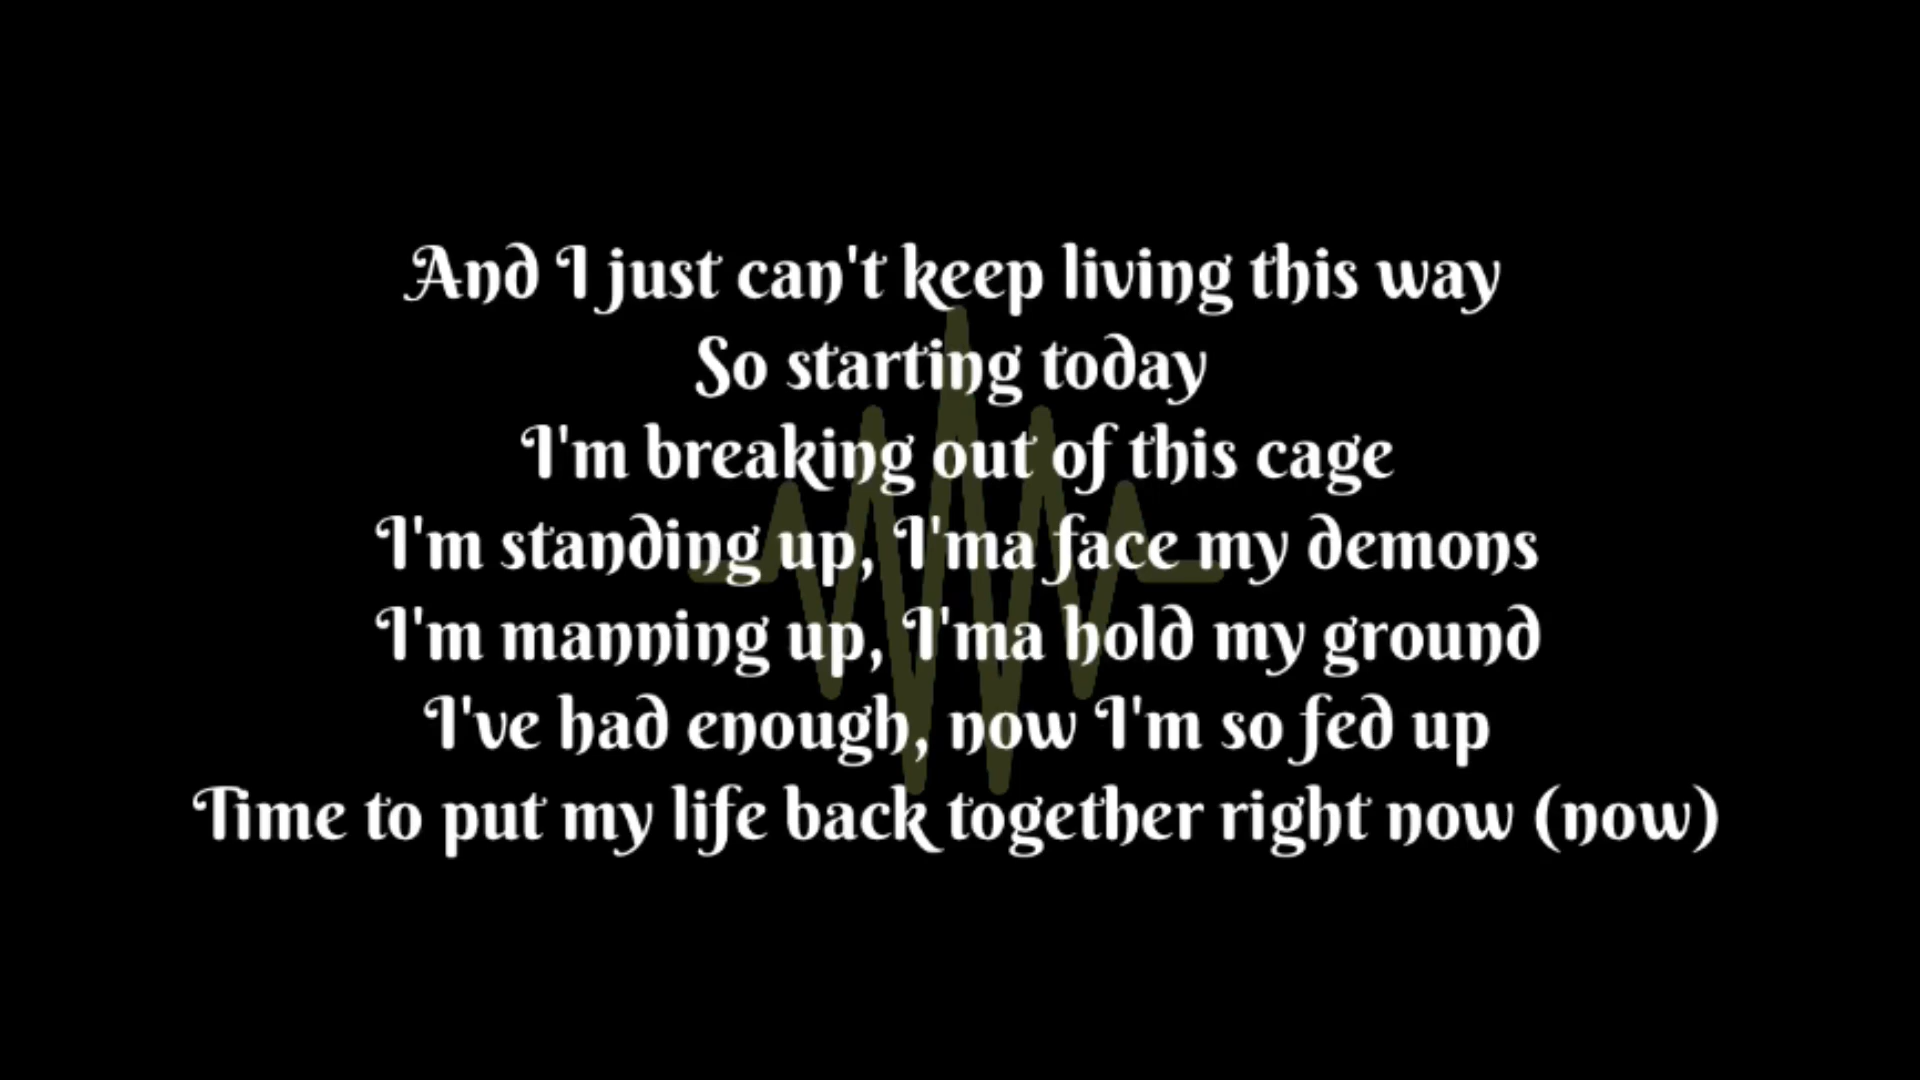 And I just can't keep living this way
So starting today
I'm breaking out of this cage
I'm standing up, I'ma face my demons
I'm manning up, I'ma hold my ground
I've had enough, now I'm so fed up
Time to put my life back together right now (now)